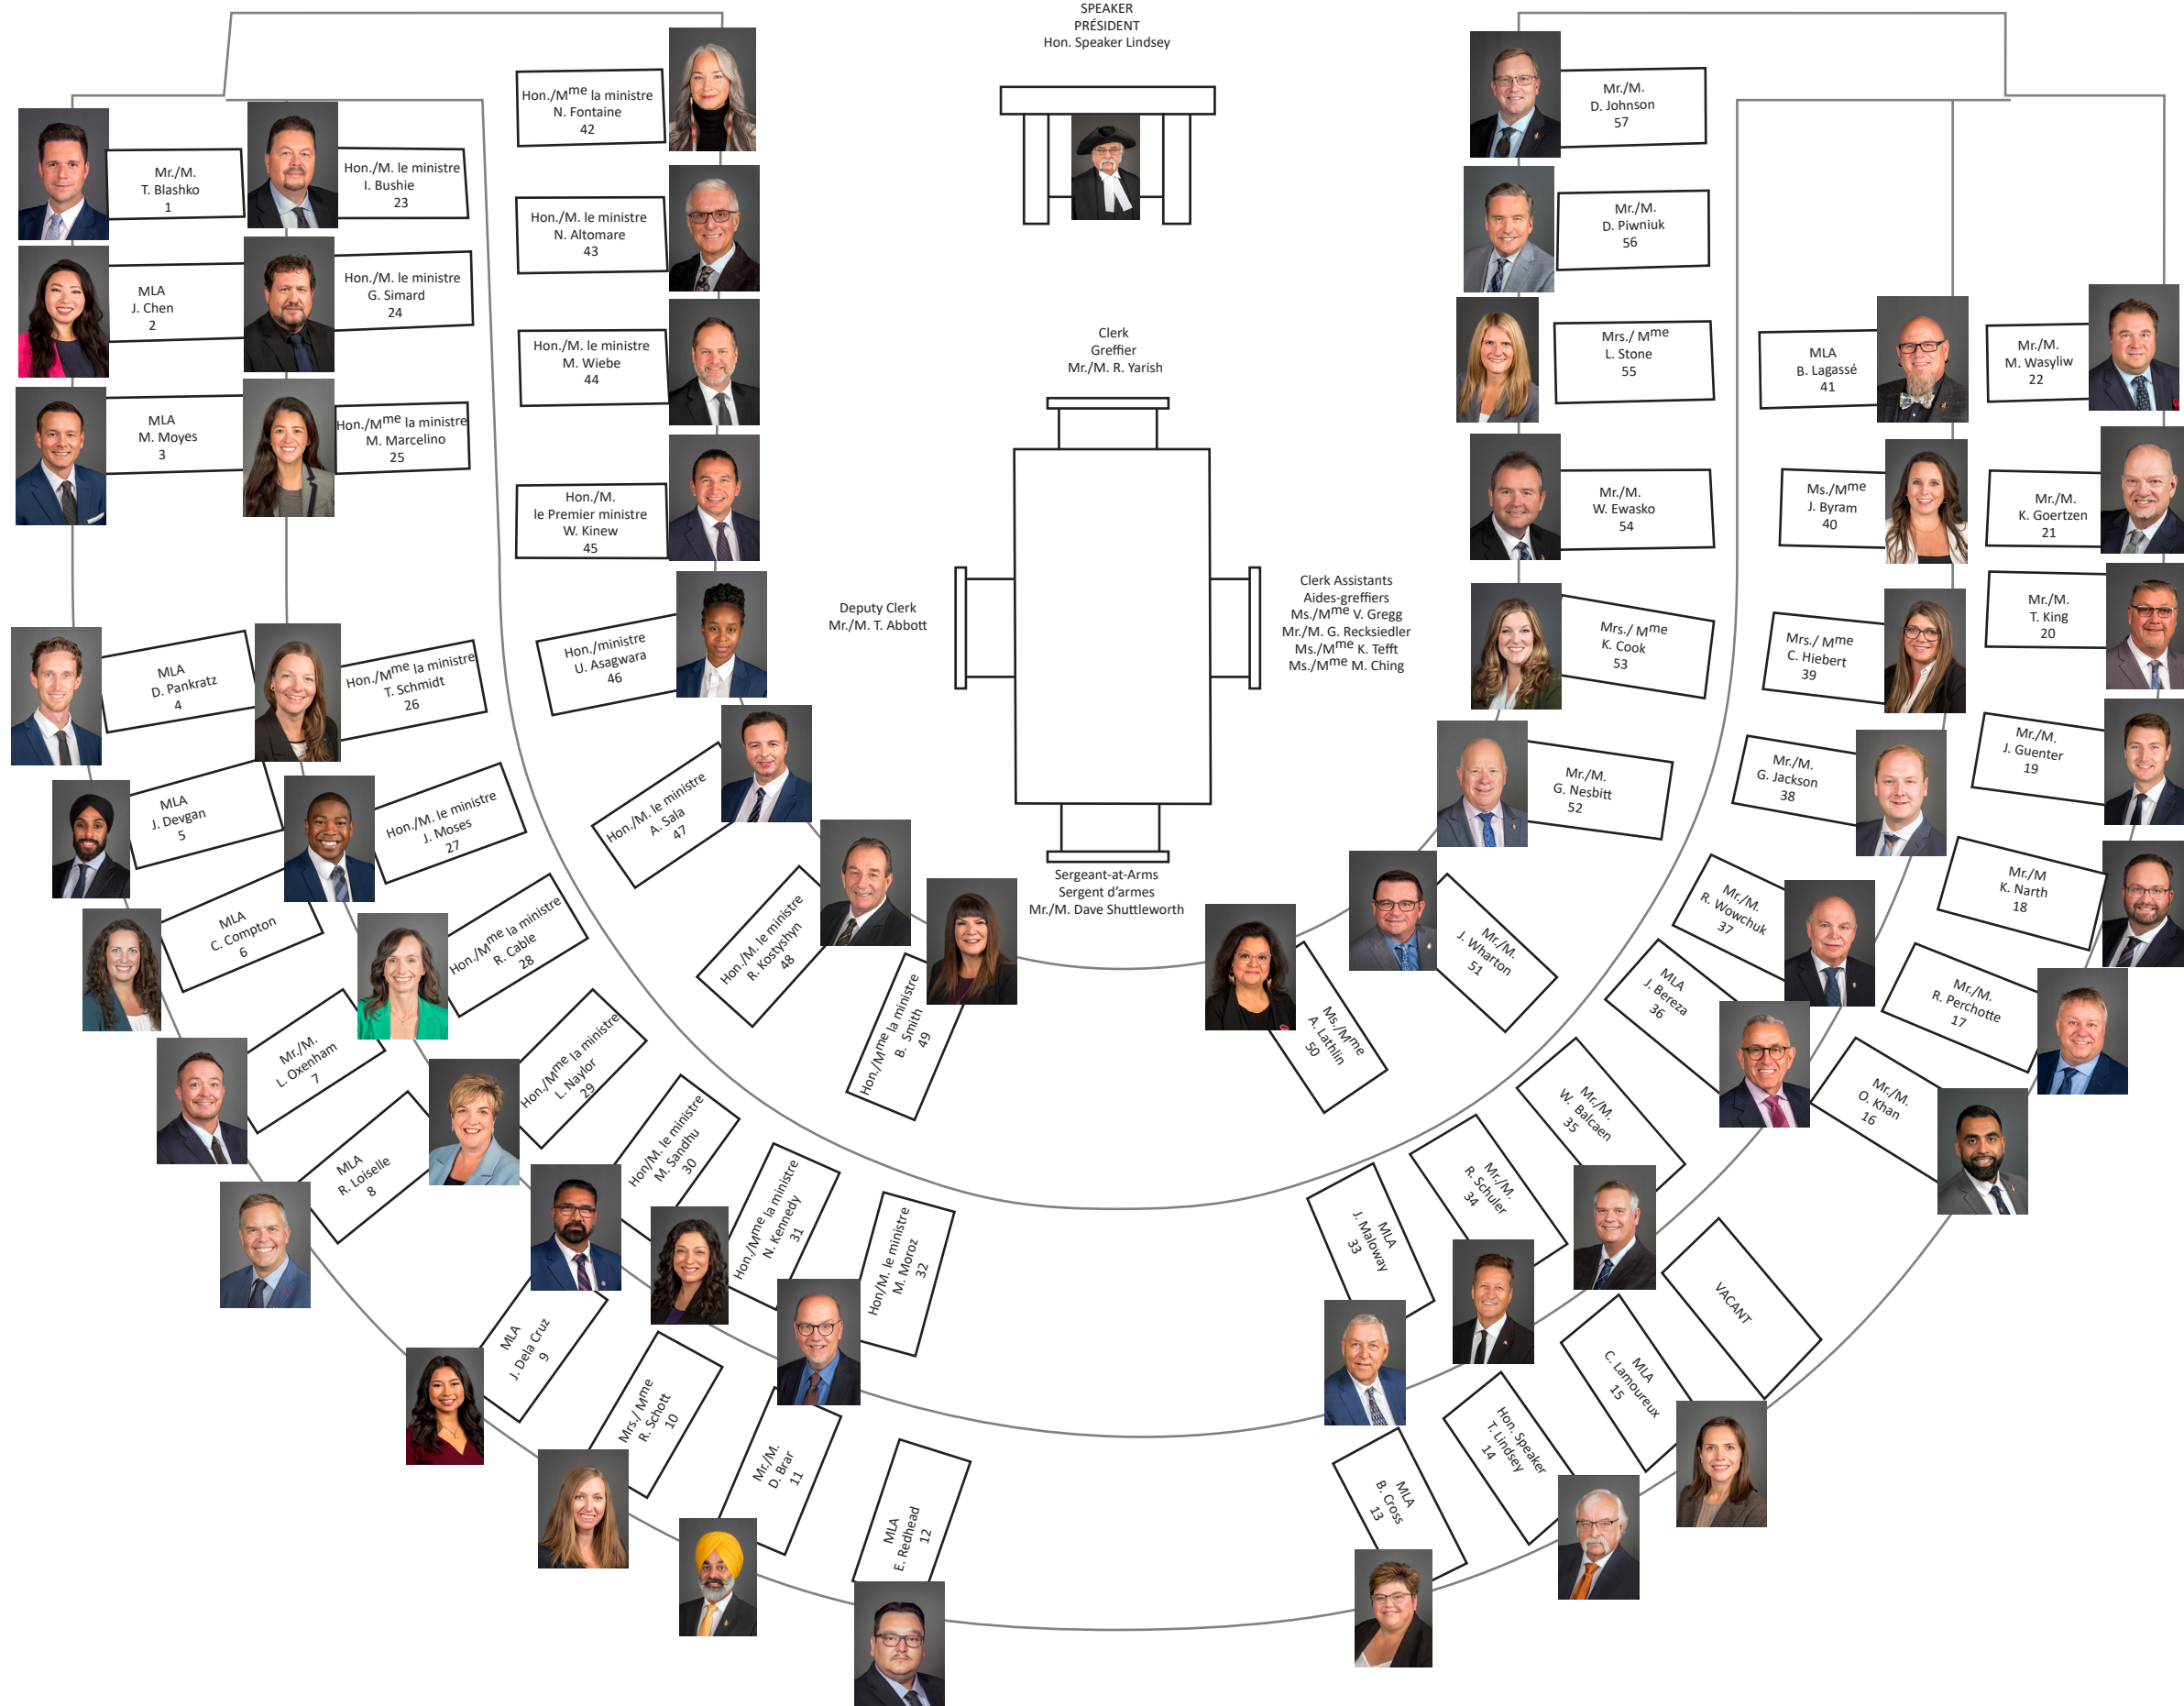 SPEAKER
PRÉSIDENT
Hon. Speaker Lindsey
Mr./M.
T. Blashko
1
MLA
J. Chen
2
MLA
M. Moyes
3
MLA
D. Pankratz
4
MLA
J. Devgan
5
MLA
C. Compton
6
Mr./M.
L. Oxenham
7
MLA
R. Loiselle
8
MLA
J. Dela Cruz
9
Mrs./ Mme
R. Schott
10
Mr./M.
D. Brar
11
MLA
E. Redhead
12
MLA
B. Cross
13
Hon. Speaker
T. Lindsey
14
MLA
C. Lamoureux
15
VACANT
Mr./M.
O. Khan
16
Mr./M.
R. Perchotte
17
Mr./M
K. Narth
18
Mr./M.
J. Guenter
19
Mr./M.
T. King
20
Mr./M.
K. Goertzen
21
Mr./M.
M. Wasyliw
22
Hon./M. le ministre
I. Bushie
23
Hon./M. le ministre
G. Simard
24
Hon./Mme la ministre
M. Marcelino
25
Hon./Mme la ministre
T. Schmidt
26
Hon./M. le ministre
J. Moses
27
Hon./Mme la ministre
R. Cable
28
Hon./Mme la ministre
L. Naylor
29
Hon/M. le ministre
M. Sandhu
30
Hon./Mme la ministre
N. Kennedy
31
Hon/M. le ministre
M. Moroz
32
MLA
J. Maloway
33
Mr./M.
R. Schuler
34
Mr./M.
W. Balcaen
35
MLA
J. Bereza
36
Mr./M.
R. Wowchuk
37
Mr./M.
G. Jackson
38
Mrs./ Mme
C. Hiebert
39
Ms./Mme
J. Byram
40
MLA
B. Lagassé
41
Hon./Mme la ministre
N. Fontaine
42
Hon./M. le ministre
N. Altomare
43
Hon./M. le ministre
M. Wiebe
44
Hon./M.
le Premier ministre
W. Kinew
45
Hon./ministre
U. Asagwara
46
Hon./M. le ministre
A. Sala
47
Hon./M. le ministre
R. Kostyshyn
48
Hon./Mme la ministre
B. Smith
49
Ms./Mme
A. Lathlin
50
Mr./M.
J. Wharton
51
Mr./M.
G. Nesbitt
52
Mrs./ Mme
K. Cook
53
Mr./M.
W. Ewasko
54
Mrs./ Mme
L. Stone
55
Mr./M.
D. Piwniuk
56
Mr./M.
D. Johnson
57
Clerk
Greffier
Mr./M. R. Yarish
Deputy Clerk
Mr./M. T. Abbott
Clerk Assistants
Aides-greffiers
Ms./Mme V. Gregg
Mr./M. G. Recksiedler
Ms./Mme K. Tefft
Ms./Mme M. Ching
Sergeant-at-Arms
Sergent d'armes
Mr./M. Dave Shuttleworth